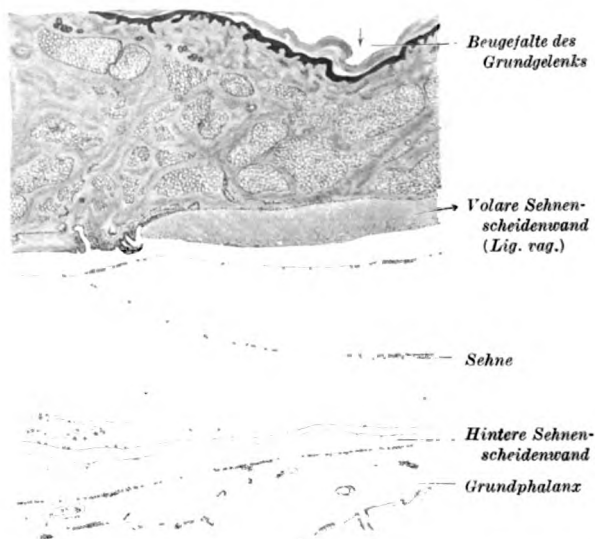 Beugefalte des
Grundgelenks
Volare Sehnen-
scheidenwand
(Lig. vag.)
Sehne
Hintere Sehnen-
scheidenwand
Grundphalanx